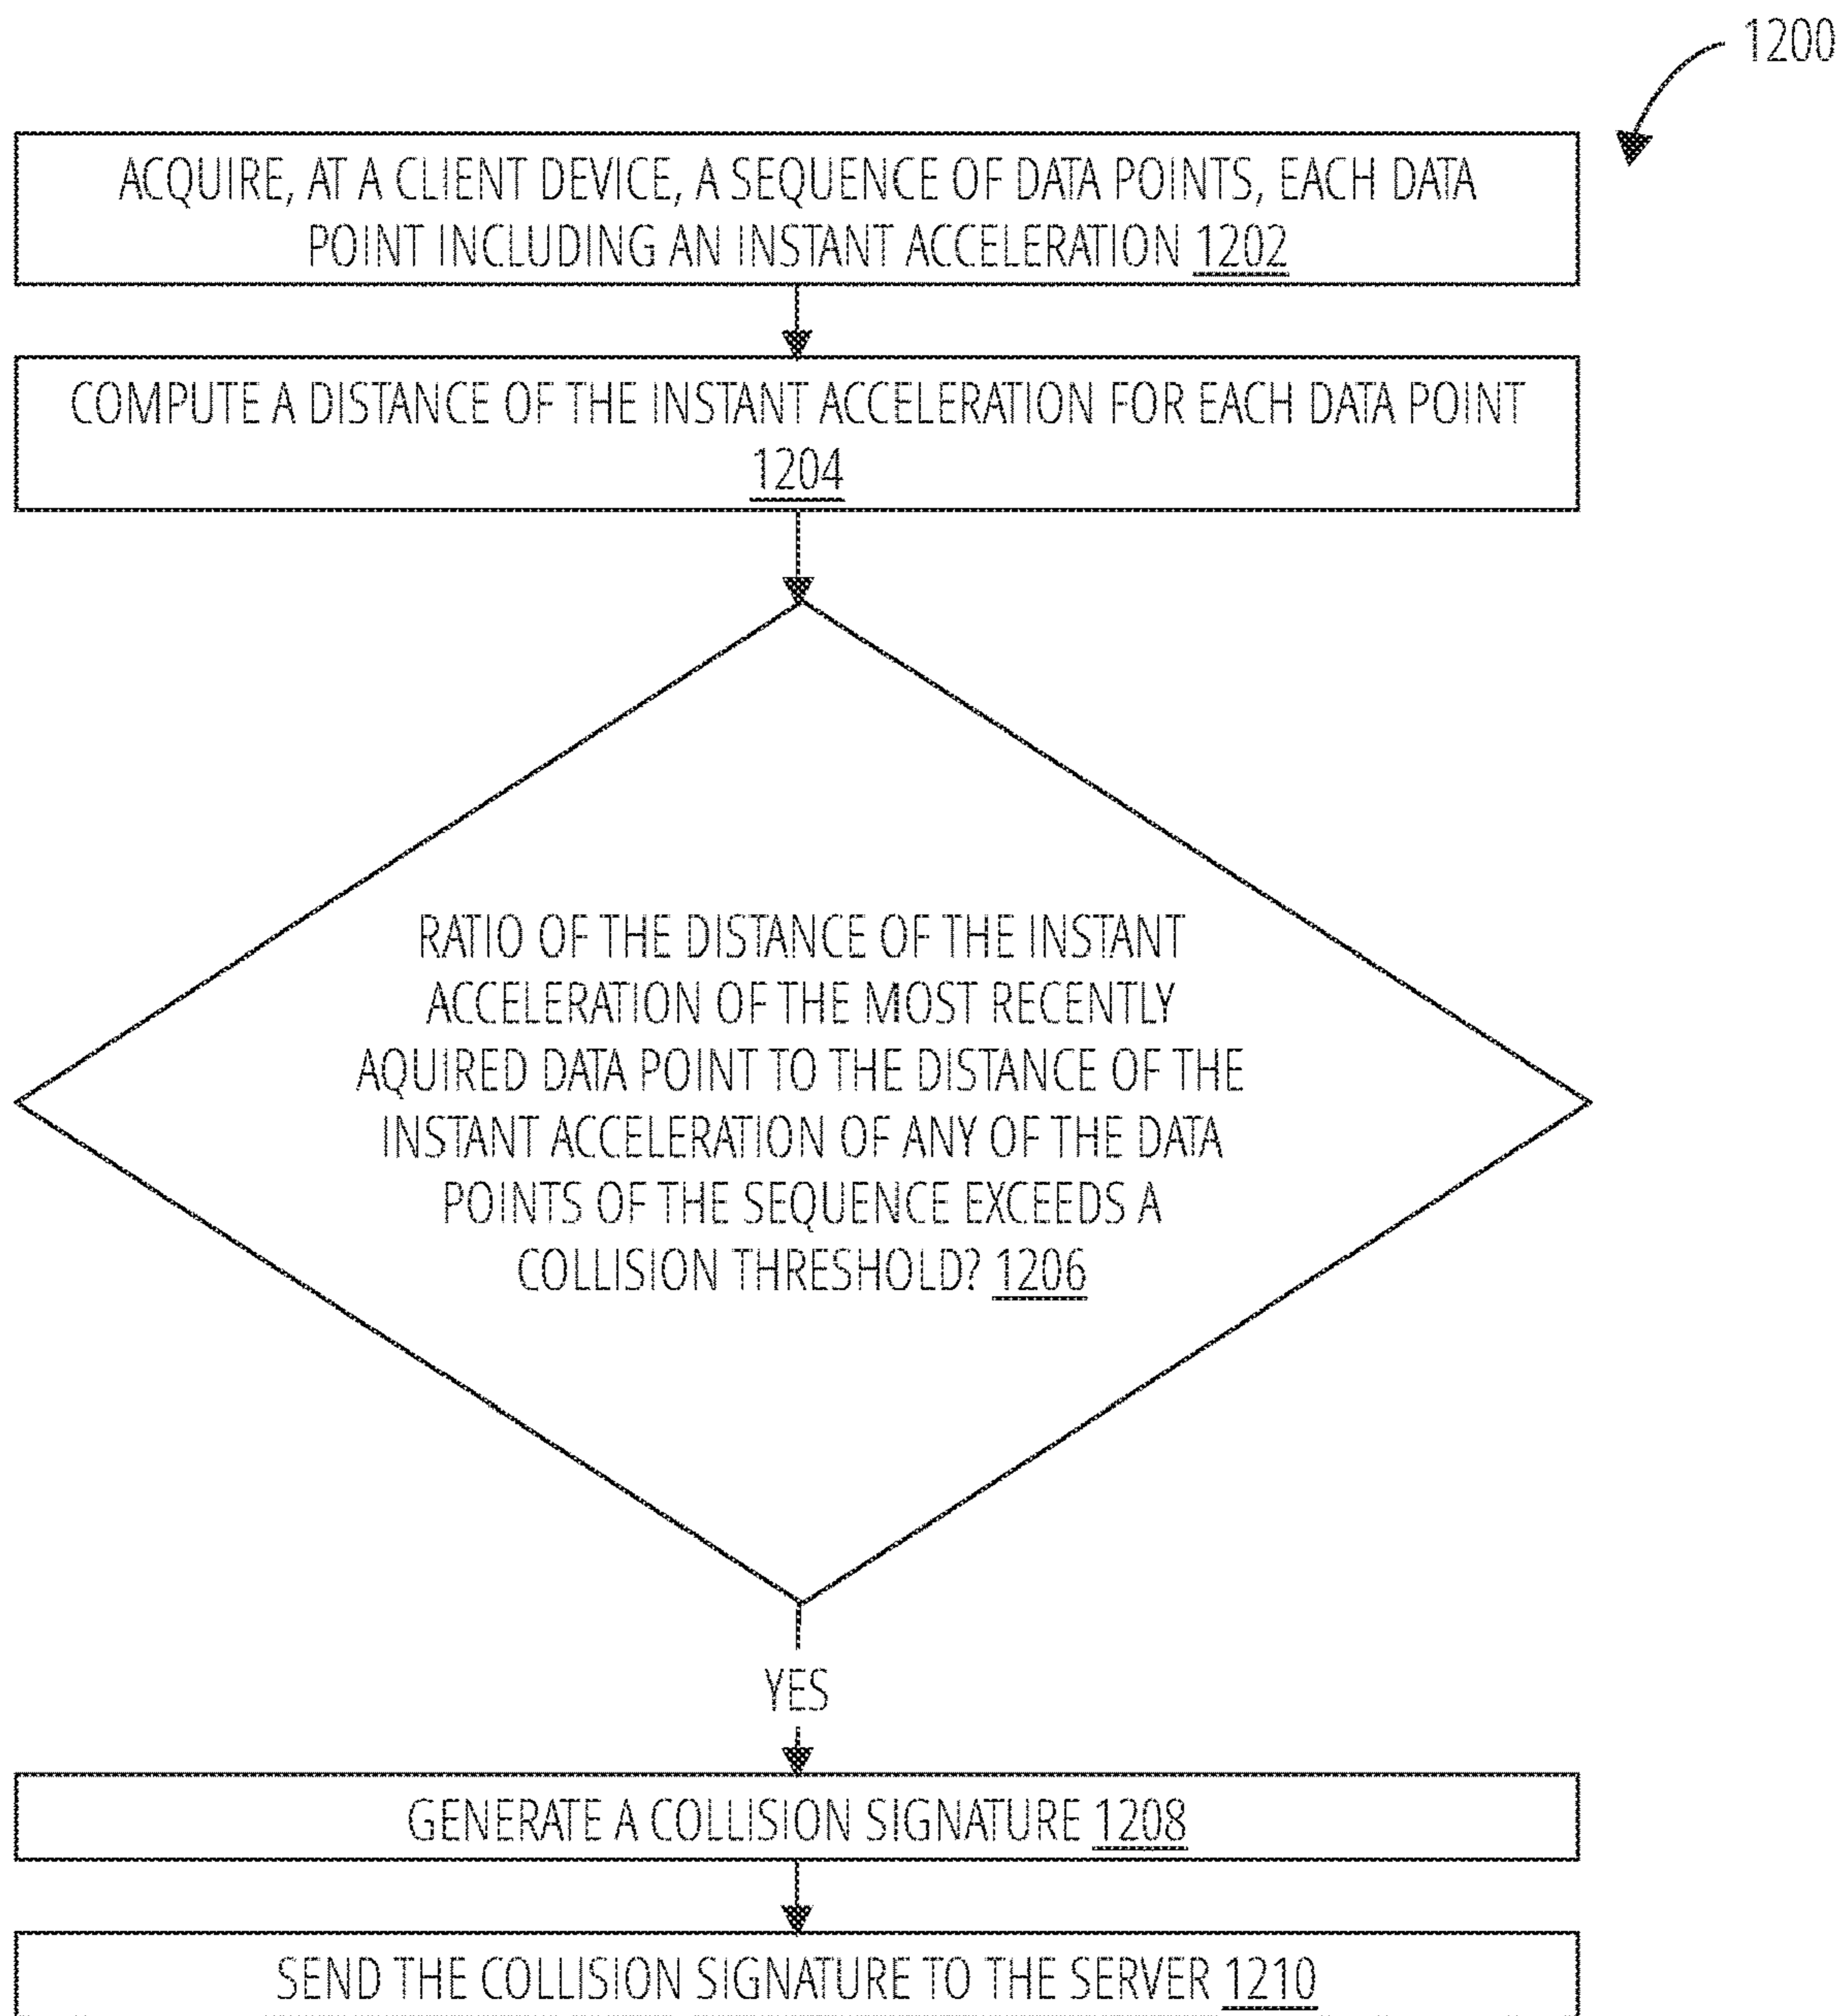 1200
ACQUIRE, AT A CLIENT DEVICE, A SEQUENCE OF DATA POINTS, EACH DATA
POINT INCLUDING AN INSTANT ACCELERATION 1202
COMPUTE A DISTANCE OF THE INSTANT ACCELERATION FOR EACH DATA POINT
1204
RATIO OF THE DISTANCE OF THE INSTANT
ACCELERATION OF THE MOST RECENTLY
AQUIRED DATA POINT TO THE DISTANCE OF THE
INSTANT ACCELERATION OF ANY OF THE DATA
POINTS OF THE SEQUENCE EXCEEDS A
COLLISION THRESHOLD? 1206
YES
GENERATE A COLLISION SIGNATURE 1208
SEND THE COLLISION SIGNATURE TO THE SERVER 1210